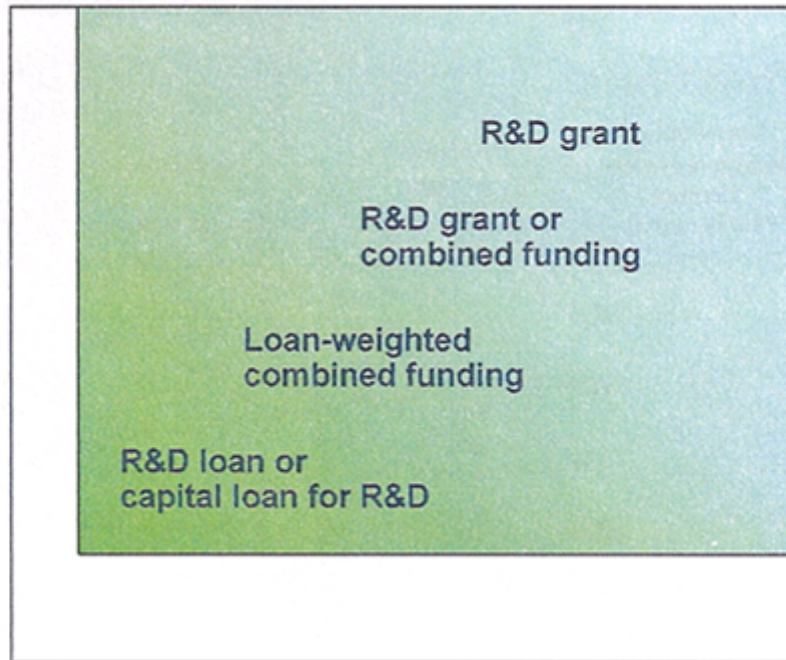 R&D grant
R&D grant or
combined funding
Loan-weighted
combined funding
R&D loan or
capital loan for R&D